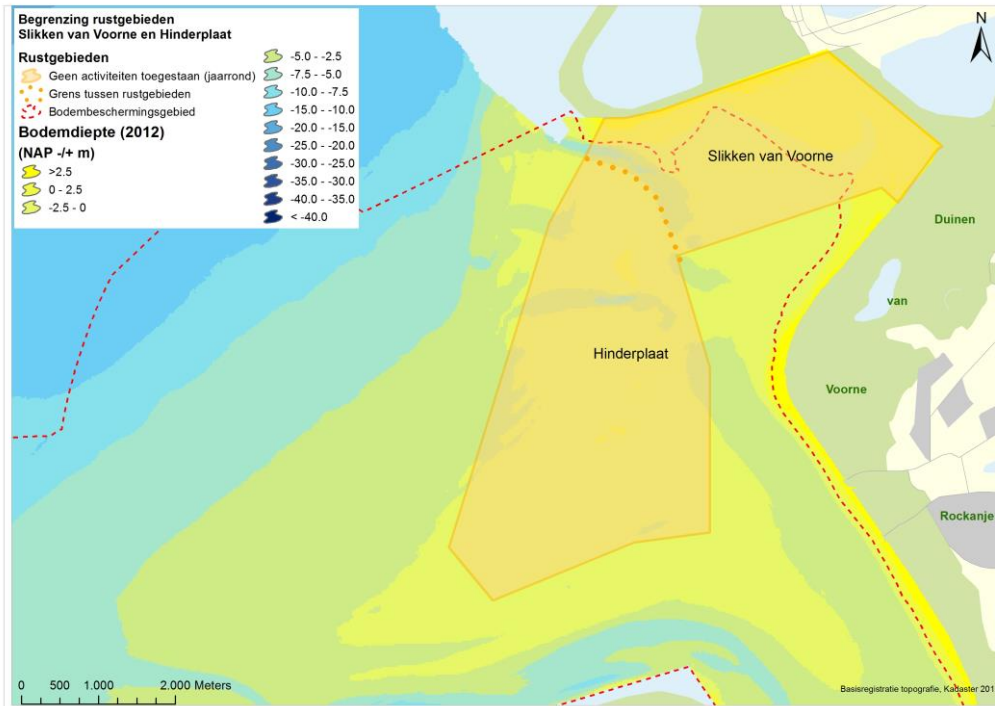 Begrenzing rustgebieden
Slikken van Voorne en Hinderplaat
Rustgebieden
Geen activiteiten toegestaan (jaarrond)
Grens tussen rustgebieden
Bodembeschermingsgebied
Bodemdiepte (2012)
(NAP -/+ m)
>2.5
0 - 2.5
-2.5 - 0
-5.0 - -2.5
-7.5 - -5.0
-10.0 - -7.5
-15.0 - -10.0
-20.0 - -15.0
-25.0 - -20.0
-30.0 - -25.0
-35.0 - -30.0
-40.0 - -35.0
< -40.0
N
Slikken van Voorne
Duinen
van
Hinderplaat
Voorne
Rockanje
0 500 1.000 2.000 Meters
Basisregistratie topografie, Kadaster 201